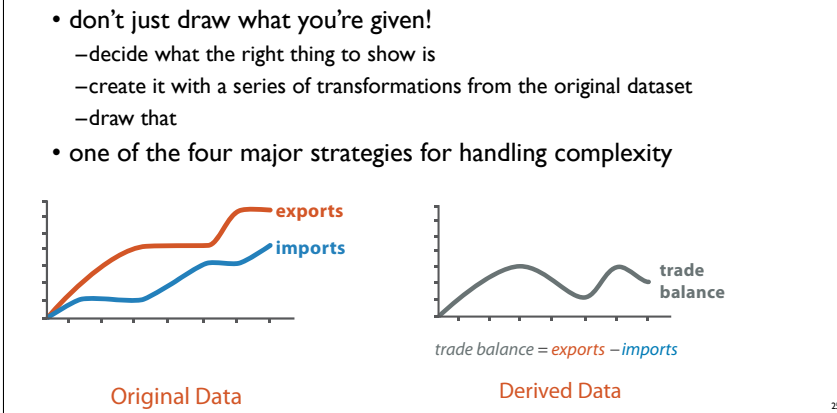 • don’t just draw what you’re given!
–decide what the right thing to show is
–create it with a series of transformations from the original dataset
–draw that
• one of the four major strategies for handling complexity
exports
imports
trade
balance
trade balance = exports –imports
Original Data
Derived Data